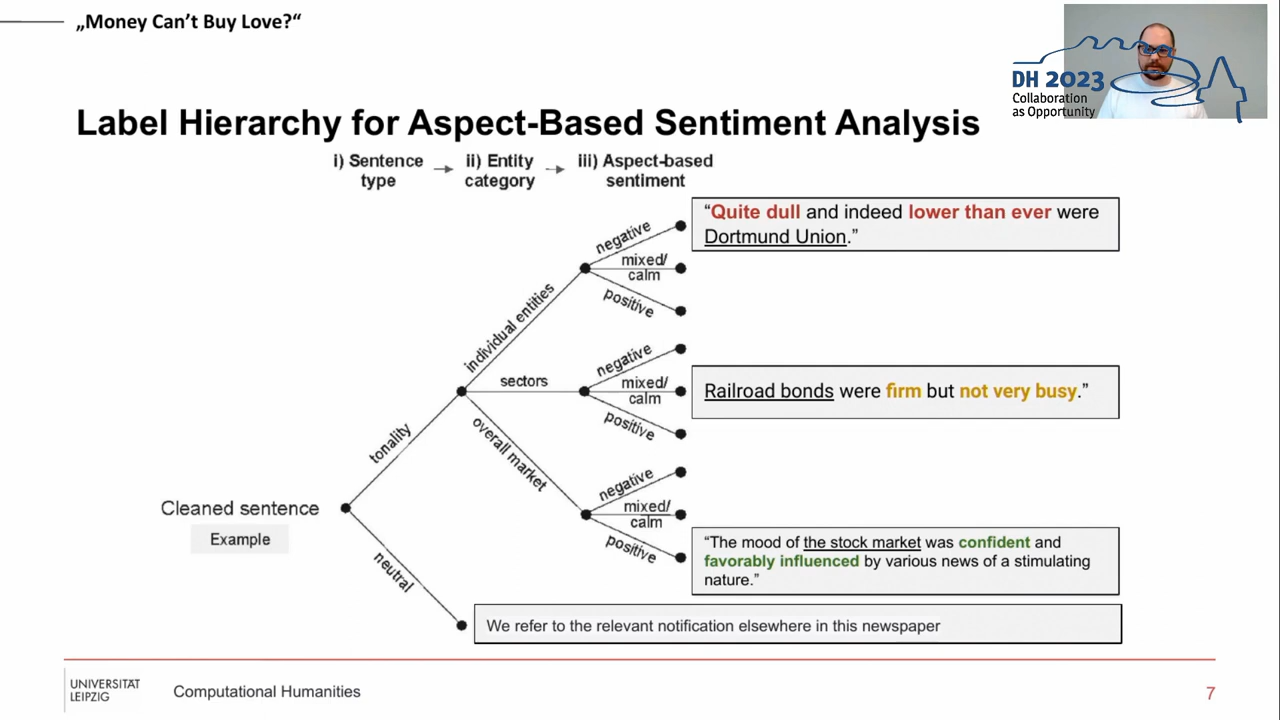 „Money Can’t Buy Love?“
DH 2023
Collaboration
as Opportunity
Label Hierarchy for Aspect-Based Sentiment Analysis
i) Sentence type
ii) Entity category
iii) Aspect-based sentiment
negative
mixed/
calm
positive
“Quite dull and indeed lower than ever were
Dortmund Union.”
individual entities
sectors
negative
mixed/
calm
positive
Railroad bonds were firm but not very busy.”
tonality
overall market
negative
mixed/
calm
positive
“The mood of the stock market was confident and
favorably influenced by various news of a stimulating
nature.”
Cleaned sentence
Example
neutral
We refer to the relevant notification elsewhere in this newspaper
UNIVERSITÄT
LEIPZIG
Computational Humanities
7